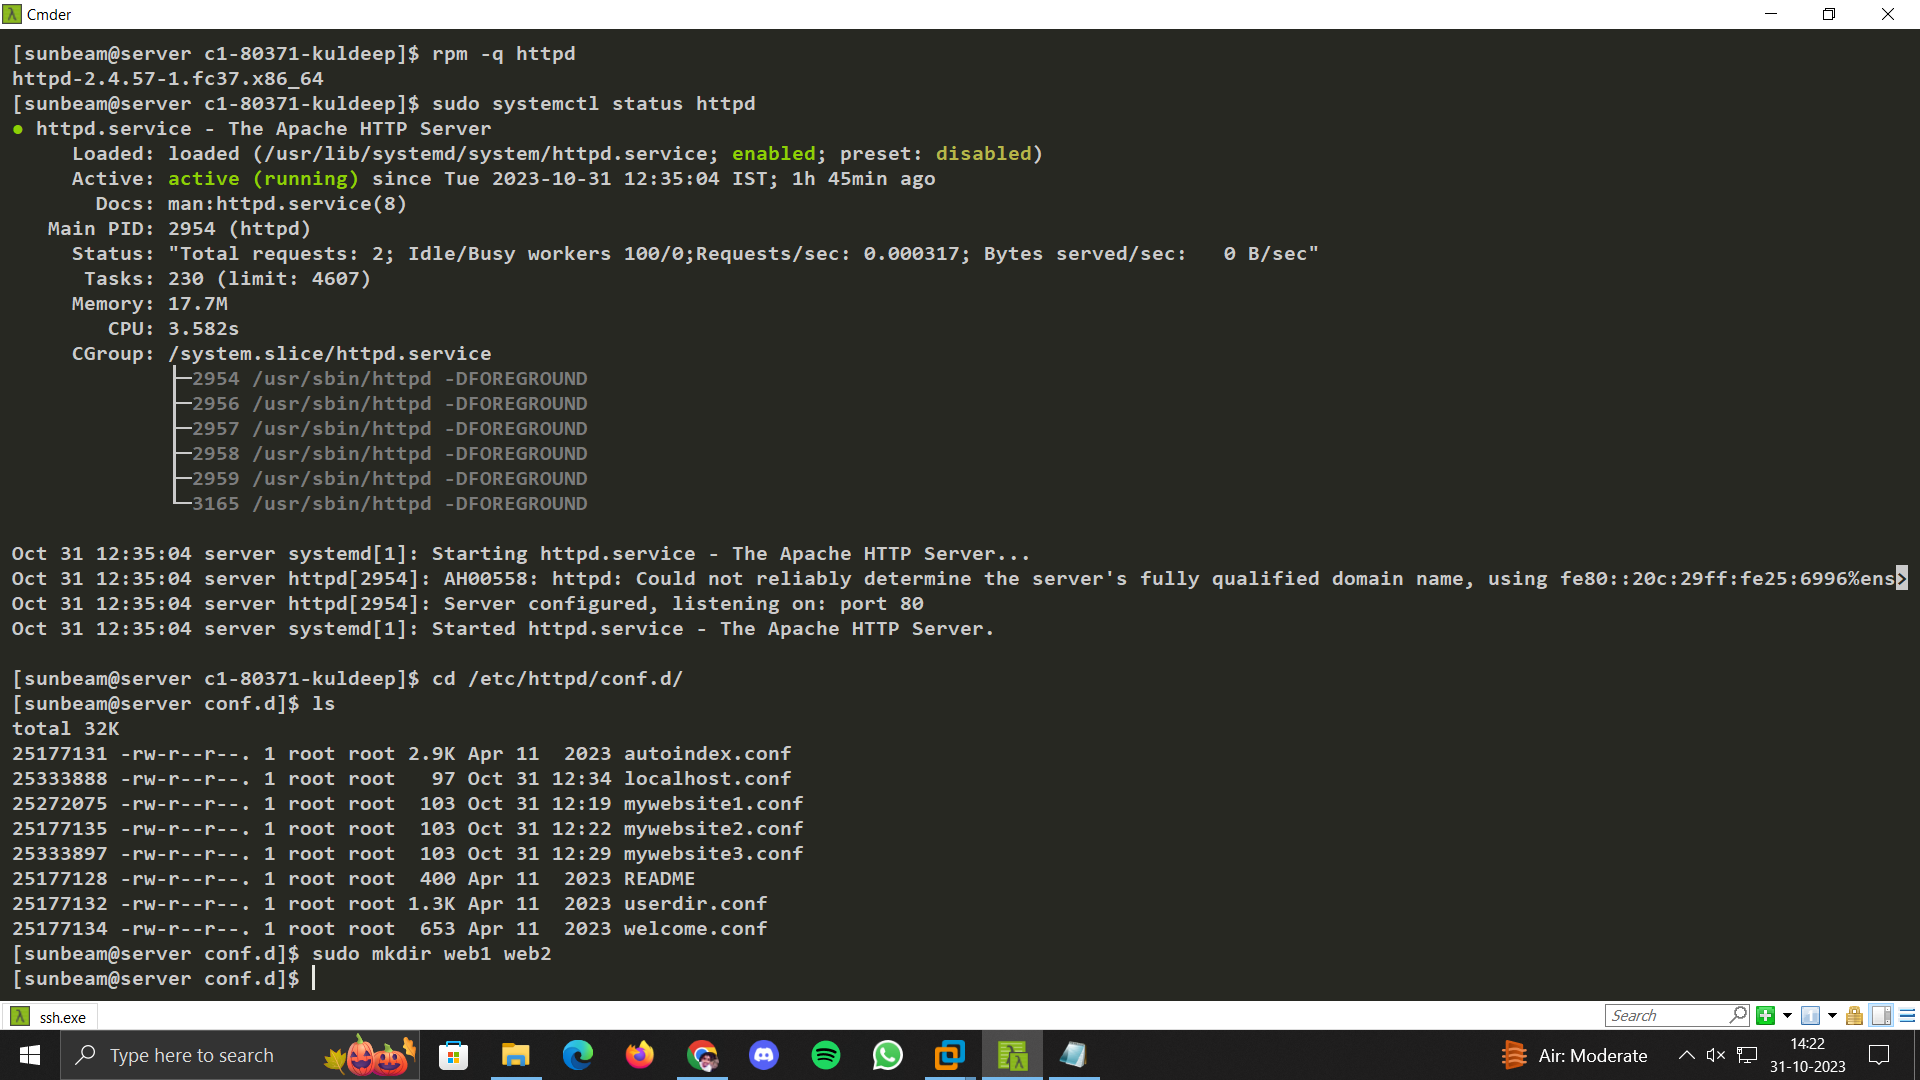 Cmder
[sunbeam@server c1-80371-kuldeep]$ rpm -q httpd
httpd-2.4.57-1.fc37.x86_64
[sunbeam@server c1-80371-kuldeep]$ sudo systemctl status httpd
● httpd.service - The Apache HTTP Server
Loaded: loaded (/usr/lib/systemd/system/httpd.service; enabled; preset: disabled)
Active: active (running) since Tue 2023-10-31 12:35:04 IST; 1h 45min ago
Docs: man:httpd.service(8)
Main PID: 2954 (httpd)
Status: "Total requests: 2; Idle/Busy workers 100/0;Requests/sec: 0.000317; Bytes served/sec:   0 B/sec"
Tasks: 230 (limit: 4607)
Memory: 17.7M
CPU: 3.582s
CGroup: /system.slice/httpd.service
├─2954 /usr/sbin/httpd -DFOREGROUND
├─2956 /usr/sbin/httpd -DFOREGROUND
├─2957 /usr/sbin/httpd -DFOREGROUND
├─2958 /usr/sbin/httpd -DFOREGROUND
├─2959 /usr/sbin/httpd -DFOREGROUND
└─3165 /usr/sbin/httpd -DFOREGROUND
Oct 31 12:35:04 server systemd[1]: Starting httpd.service - The Apache HTTP Server...
Oct 31 12:35:04 server httpd[2954]: AH00558: httpd: Could not reliably determine the server's fully qualified domain name, using fe80::20c:29ff:fe25:6996%ens>
Oct 31 12:35:04 server httpd[2954]: Server configured, listening on: port 80
Oct 31 12:35:04 server systemd[1]: Started httpd.service - The Apache HTTP Server.
[sunbeam@server c1-80371-kuldeep]$ cd /etc/httpd/conf.d/
[sunbeam@server conf.d]$ ls
total 32K
25177131 -rw-r--r--. 1 root root 2.9K Apr 11  2023 autoindex.conf
25333888 -rw-r--r--. 1 root root   97 Oct 31 12:34 localhost.conf
25272075 -rw-r--r--. 1 root root  103 Oct 31 12:19 mywebsite1.conf
25177135 -rw-r--r--. 1 root root  103 Oct 31 12:22 mywebsite2.conf
25333897 -rw-r--r--. 1 root root  103 Oct 31 12:29 mywebsite3.conf
25177128 -rw-r--r--. 1 root root  400 Apr 11  2023 README
25177132 -rw-r--r--. 1 root root 1.3K Apr 11  2023 userdir.conf
25177134 -rw-r--r--. 1 root root  653 Apr 11  2023 welcome.conf
[sunbeam@server conf.d]$ sudo mkdir web1 web2
[sunbeam@server conf.d]$
ssh.exe
Search
Type here to search
Air: Moderate
14:22
31-10-2023